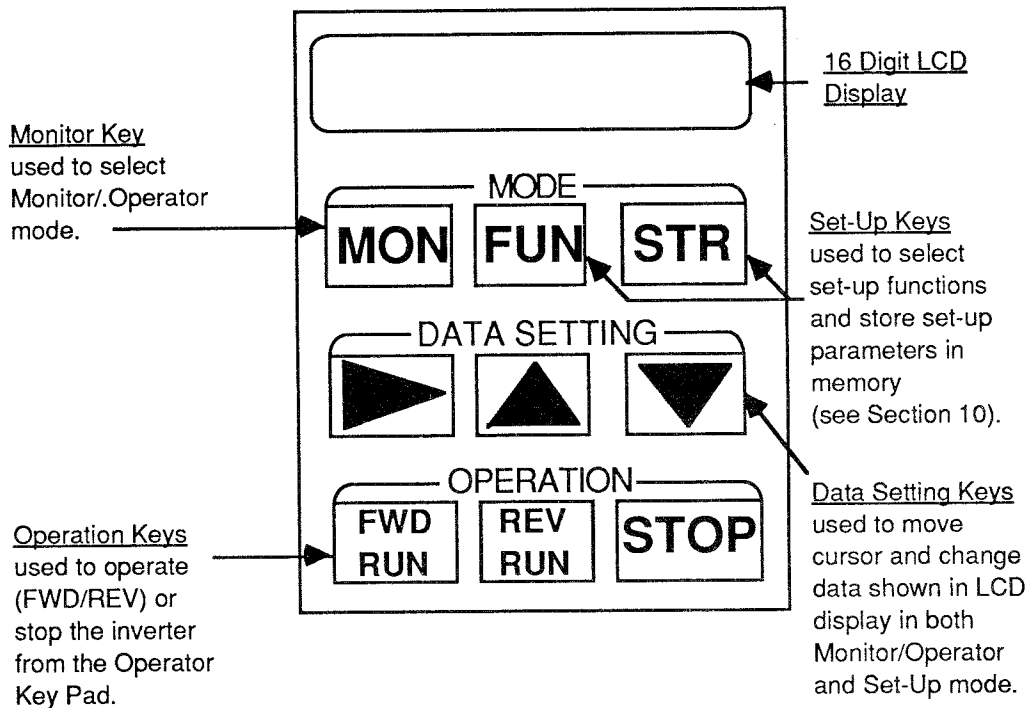 16 Digit LCD
Display
Monitor Key
used to select
Monitor/.Operator
mode.
MODE
MON FUN STR
Set-Up Keys
used to select
set-up functions
and store set-up
parameters in
memory
(see Section 10).
DATA SETTING
OPERATION
FWD
RUN
REV
RUN
STOP
Operation Keys
used to operate
(FWD/REV) or
stop the inverter
from the Operator
Key Pad.
Data Setting Keys
used to move
cursor and change
data shown in LCD
display in both
Monitor/Operator
and Set-Up mode.